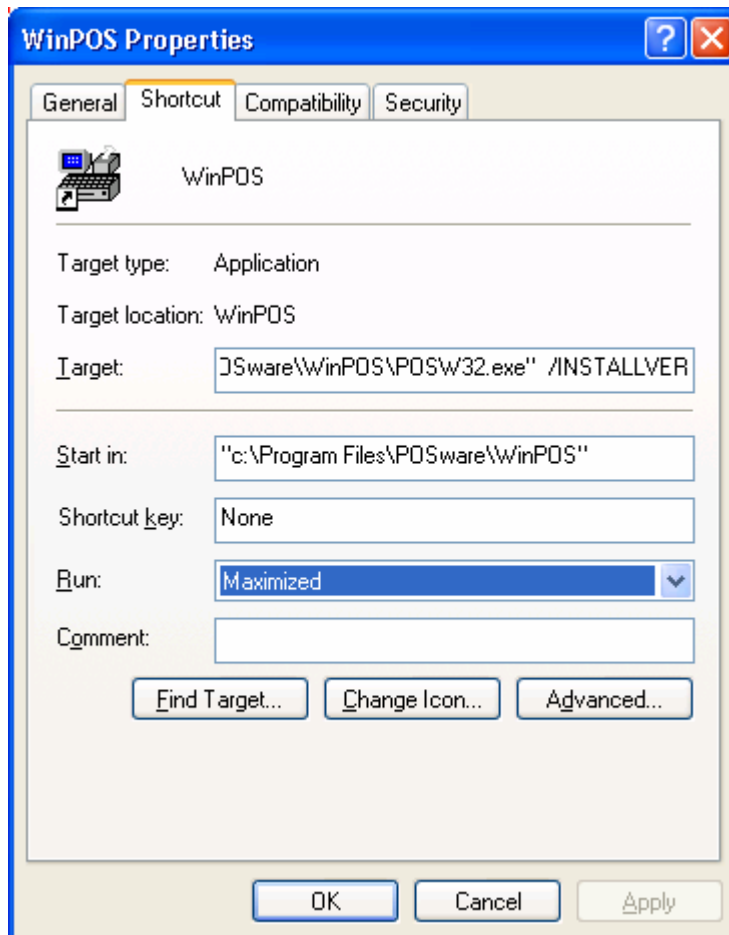 WinPOS Properties
General Shortcut Compatibility Security
WinPOS
Target type: Application
Target location: WinPOS
Target: OSware\WinPOS\POSW32.exe" /INSTALLVER
Start in: "c:\Program Files\POSware\WinPOS"
Shortcut key: None
Run: Maximized
Comment:
Find Target... Change Icon... Advanced...
OK Cancel Apply